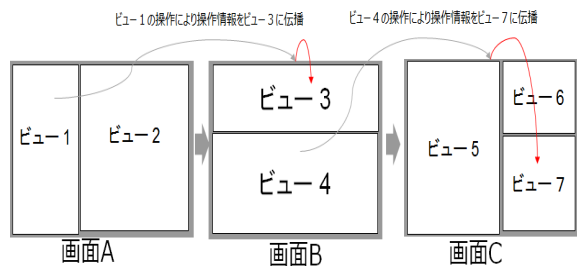 ビュー１の操作により操作情報をビュー３に伝播
ビュー４の操作により操作情報をビュー７に伝播
ビュー１
ビュー２
ビュー３
ビュー４
ビュー５
ビュー６
ビュー７
画面A
画面B
画面C